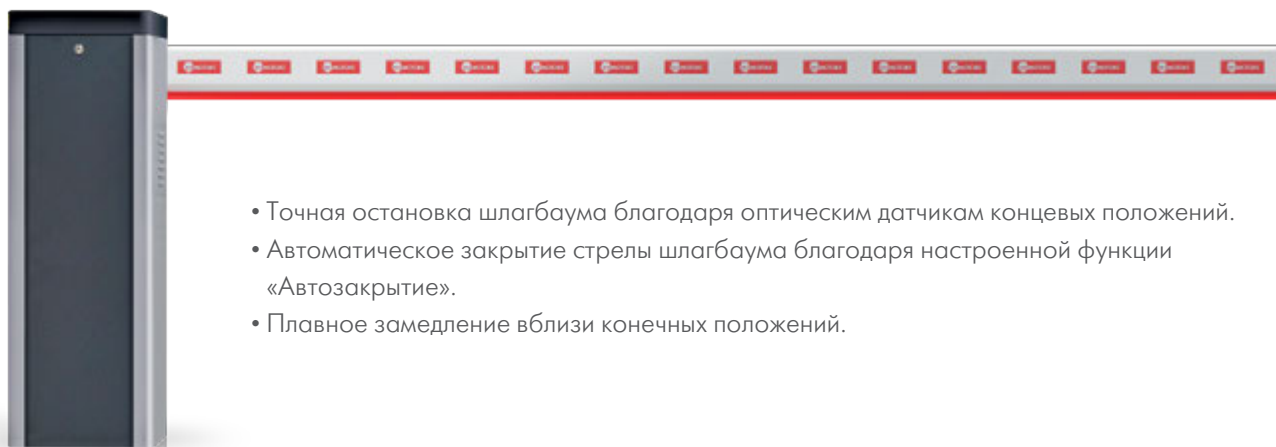 • Точная остановка шлагбаума благодаря оптическим датчикам концевых положений.
• Автоматическое закрытие стрелы шлагбаума благодаря настроенной функции
«Автозакрытие».
• Плавное замедление вблизи конечных положений.